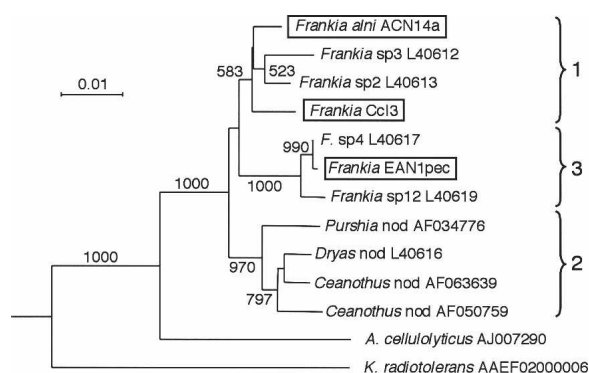 Frankia alni ACN14a
Frankia sp3 L40612
583
523
1
0.01
Frankia sp2 L40613
Frankia CcI3
F. sp4 L40617
990
Frankia EAN1pec
3
1000
1000
Frankia sp12 L40619
Purshia nod AF034776
Dryas nod L40616
1000
970
2
Ceanothus nod AF063639
797
Ceanothus nod AF050759
A. cellulolyticus AJ007290
K. radiotolerans AAEF02000006